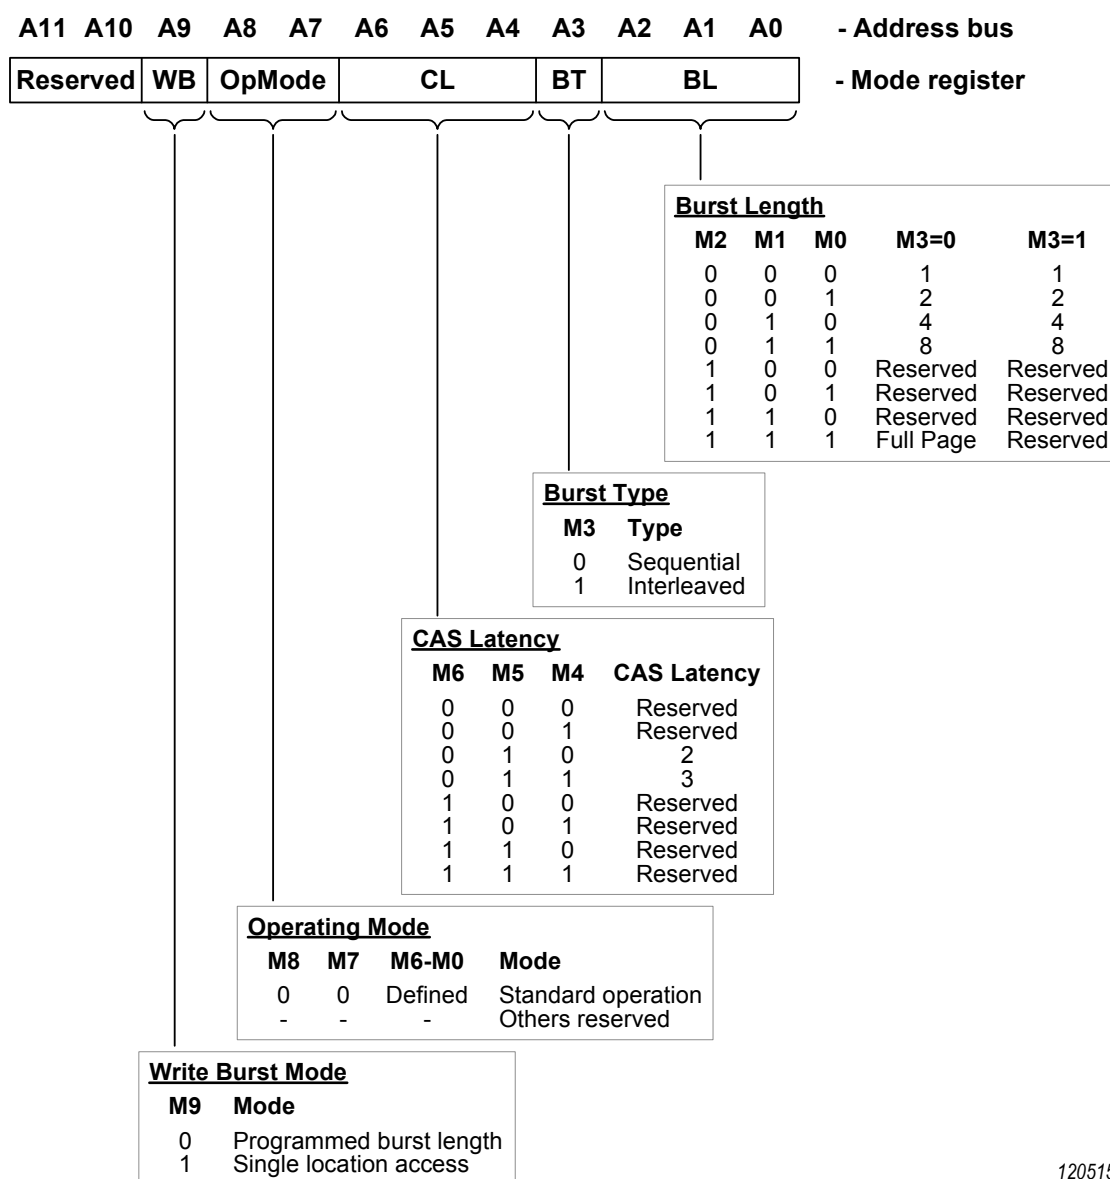 A11 A10 A9 A8 A7 A6 A5 A4 A3 A2 A1 A0 - Address bus
Reserved WB OpMode CL BT BL - Mode register
Burst Length
M2 M1 M0 M3=0 M3=1
0 0 0 1 1
0 0 1 2 2
0 1 0 4 4
0 1 1 8 8
1 0 0 Reserved Reserved
1 0 1 Reserved Reserved
1 1 0 Reserved Reserved
1 1 1 Full Page Reserved
Burst Type
M3 Type
0 Sequential
1 Interleaved
CAS Latency
M6 M5 M4 CAS Latency
0 0 0 Reserved
0 0 1 Reserved
0 1 0 2
0 1 1 3
1 0 0 Reserved
1 0 1 Reserved
1 1 0 Reserved
1 1 1 Reserved
Operating Mode
M8 M7 M6-M0 Mode
0 0 Defined Standard operation
- - - Others reserved
Write Burst Mode
M9 Mode
0 Programmed burst length
1 Single location access
120515